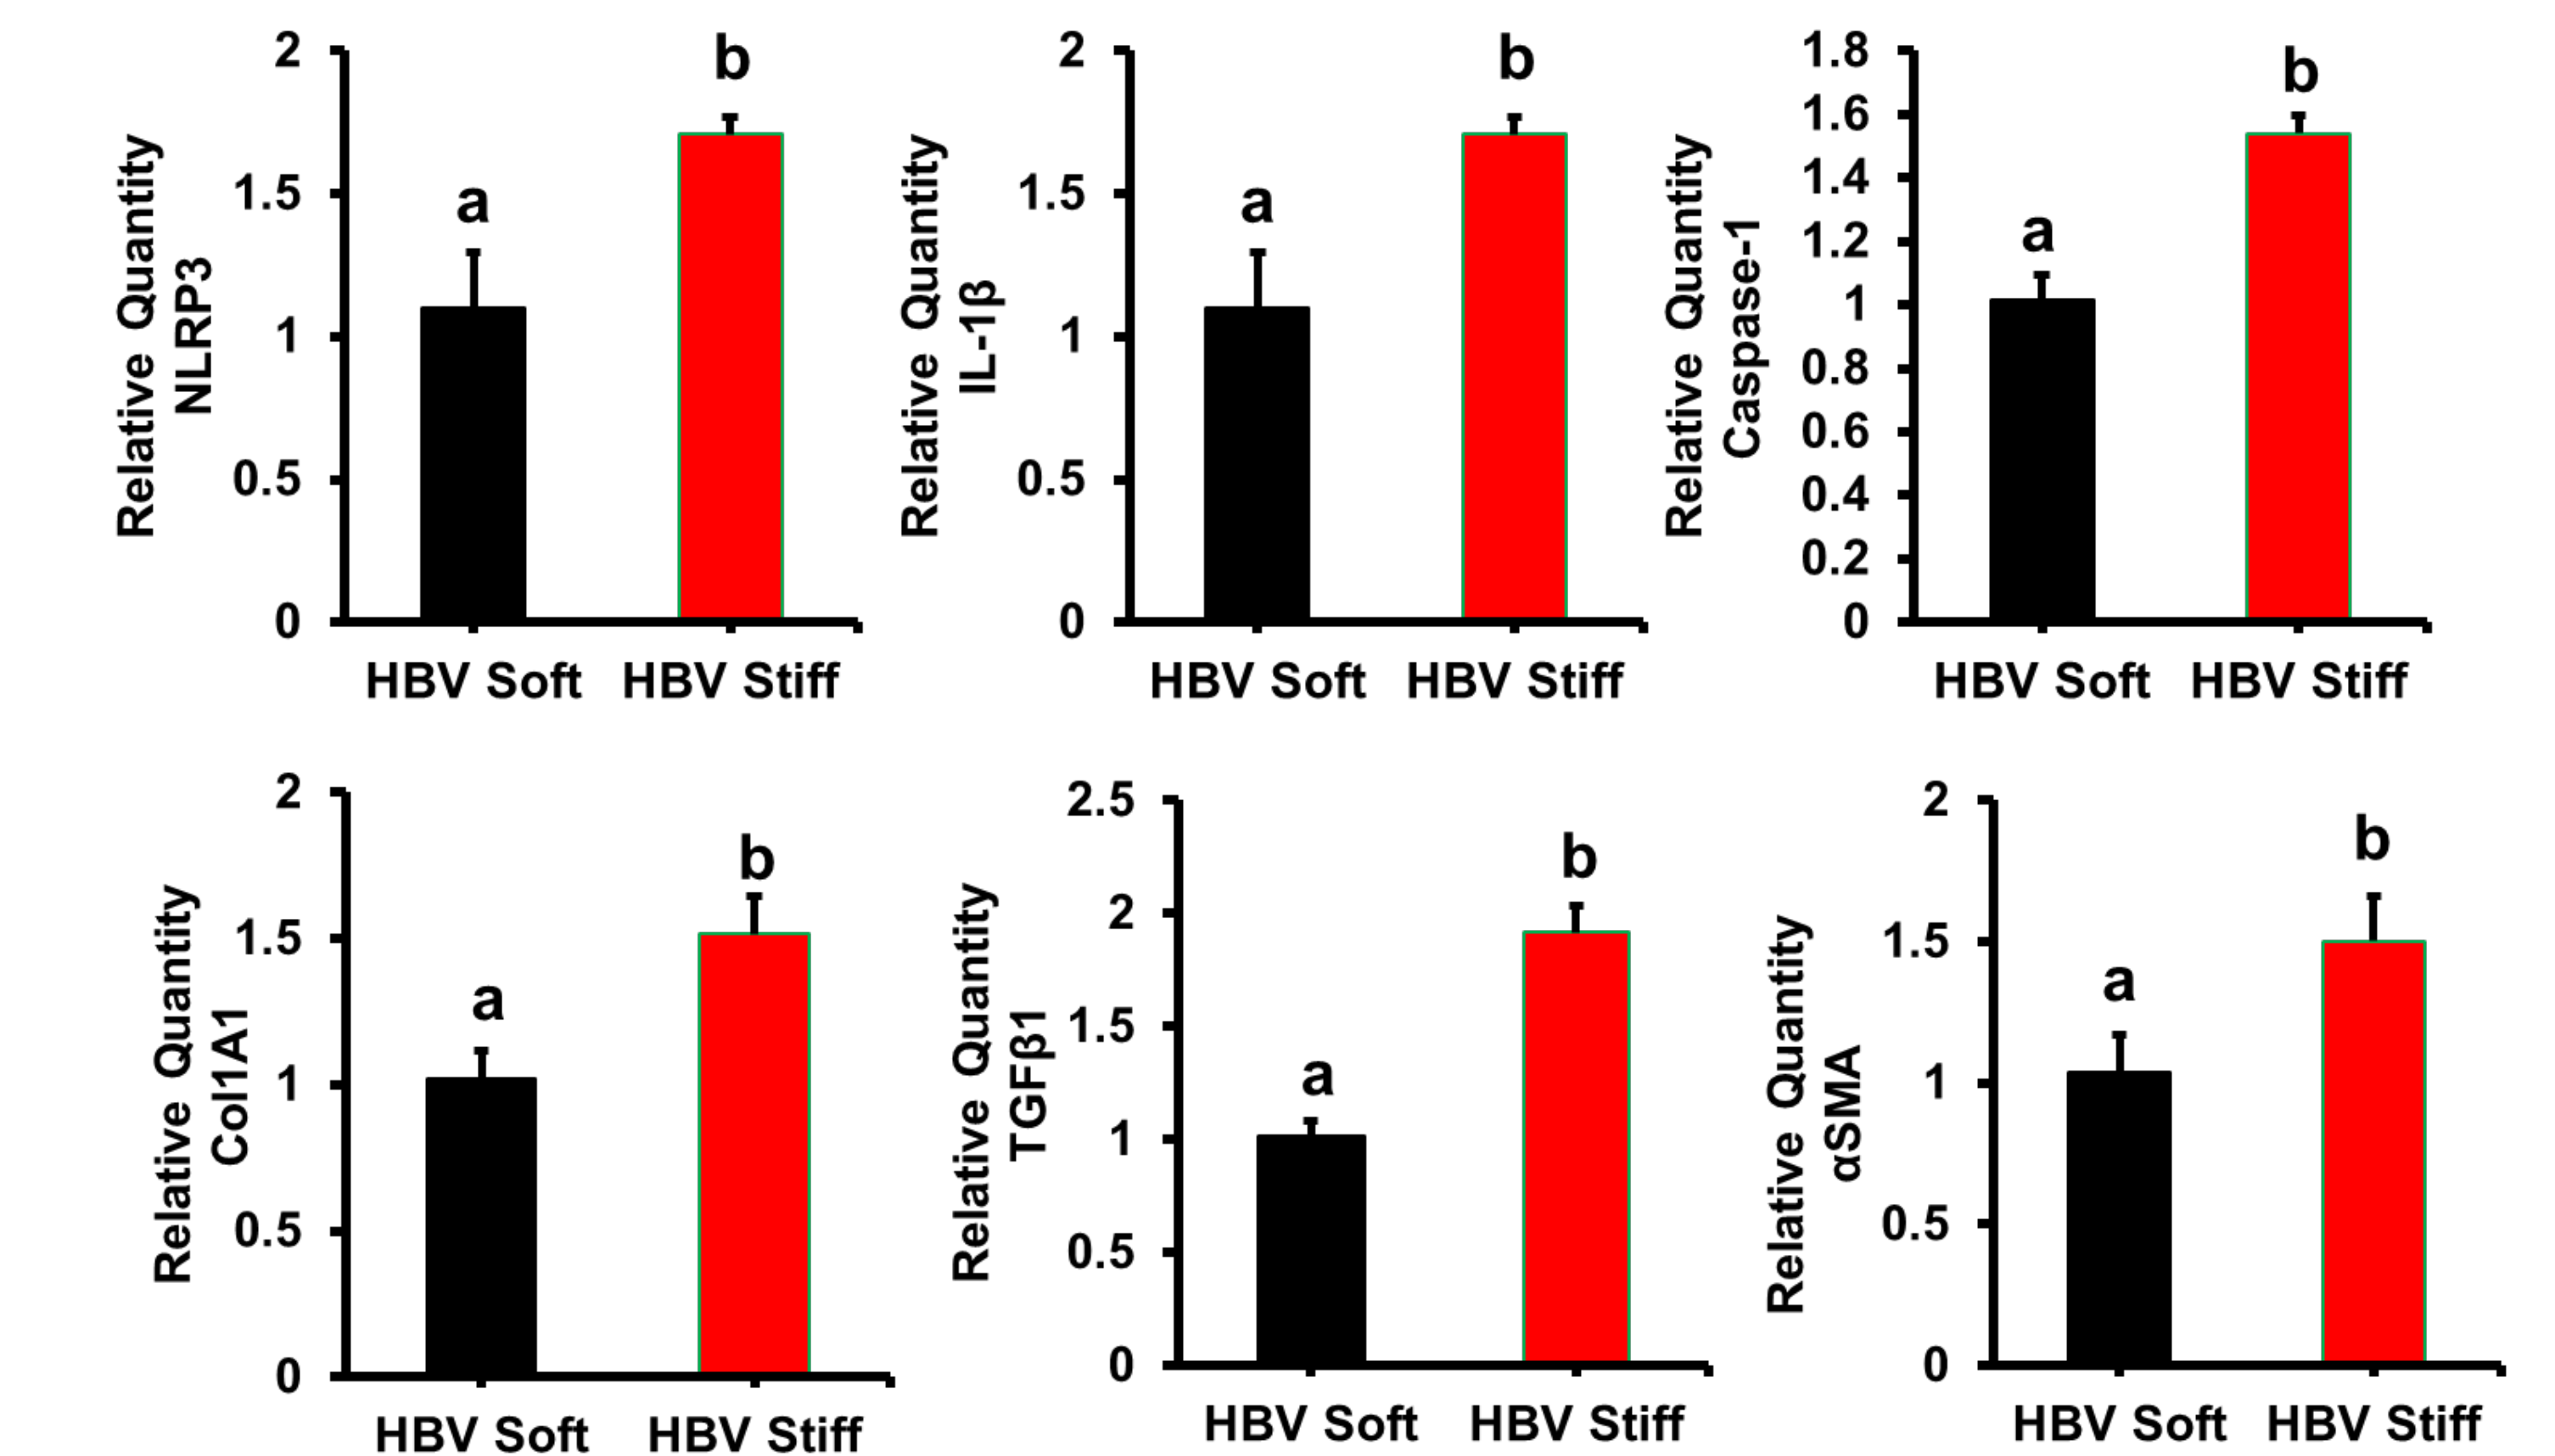 Relative Quantity
NLRP3
2
1.5
1
0.5
0
a
b
HBV Soft
HBV Stiff
Relative Quantity
IL-1β
2
1.5
1
0.5
0
a
b
HBV Soft
HBV Stiff
Relative Quantity
Caspase-1
1.8
1.6
1.4
1.2
1
0.8
0.6
0.4
0.2
0
a
b
HBV Soft
HBV Stiff
Relative Quantity
Col1A1
2
1.5
1
0.5
0
a
b
HBV Soft
HBV Stiff
Relative Quantity
TGFβ1
2.5
2
1.5
1
0.5
0
a
b
HBV Soft
HBV Stiff
Relative Quantity
αSMA
2
1.5
1
0.5
0
a
b
HBV Soft
HBV Stiff